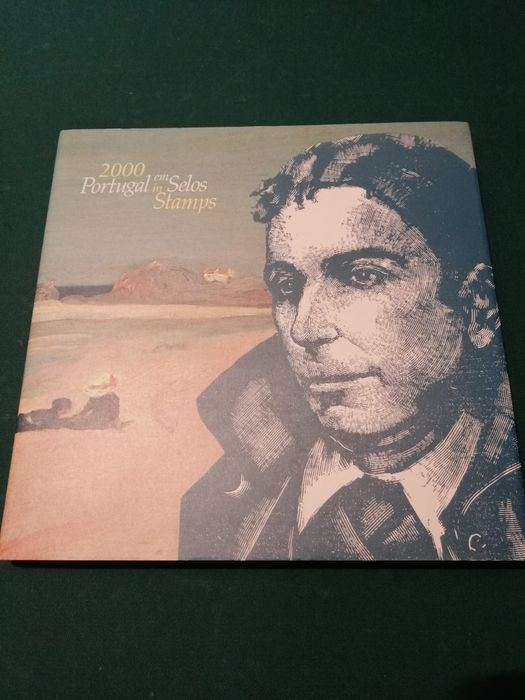 2000
Portugal em in Selos
Stamps
C.